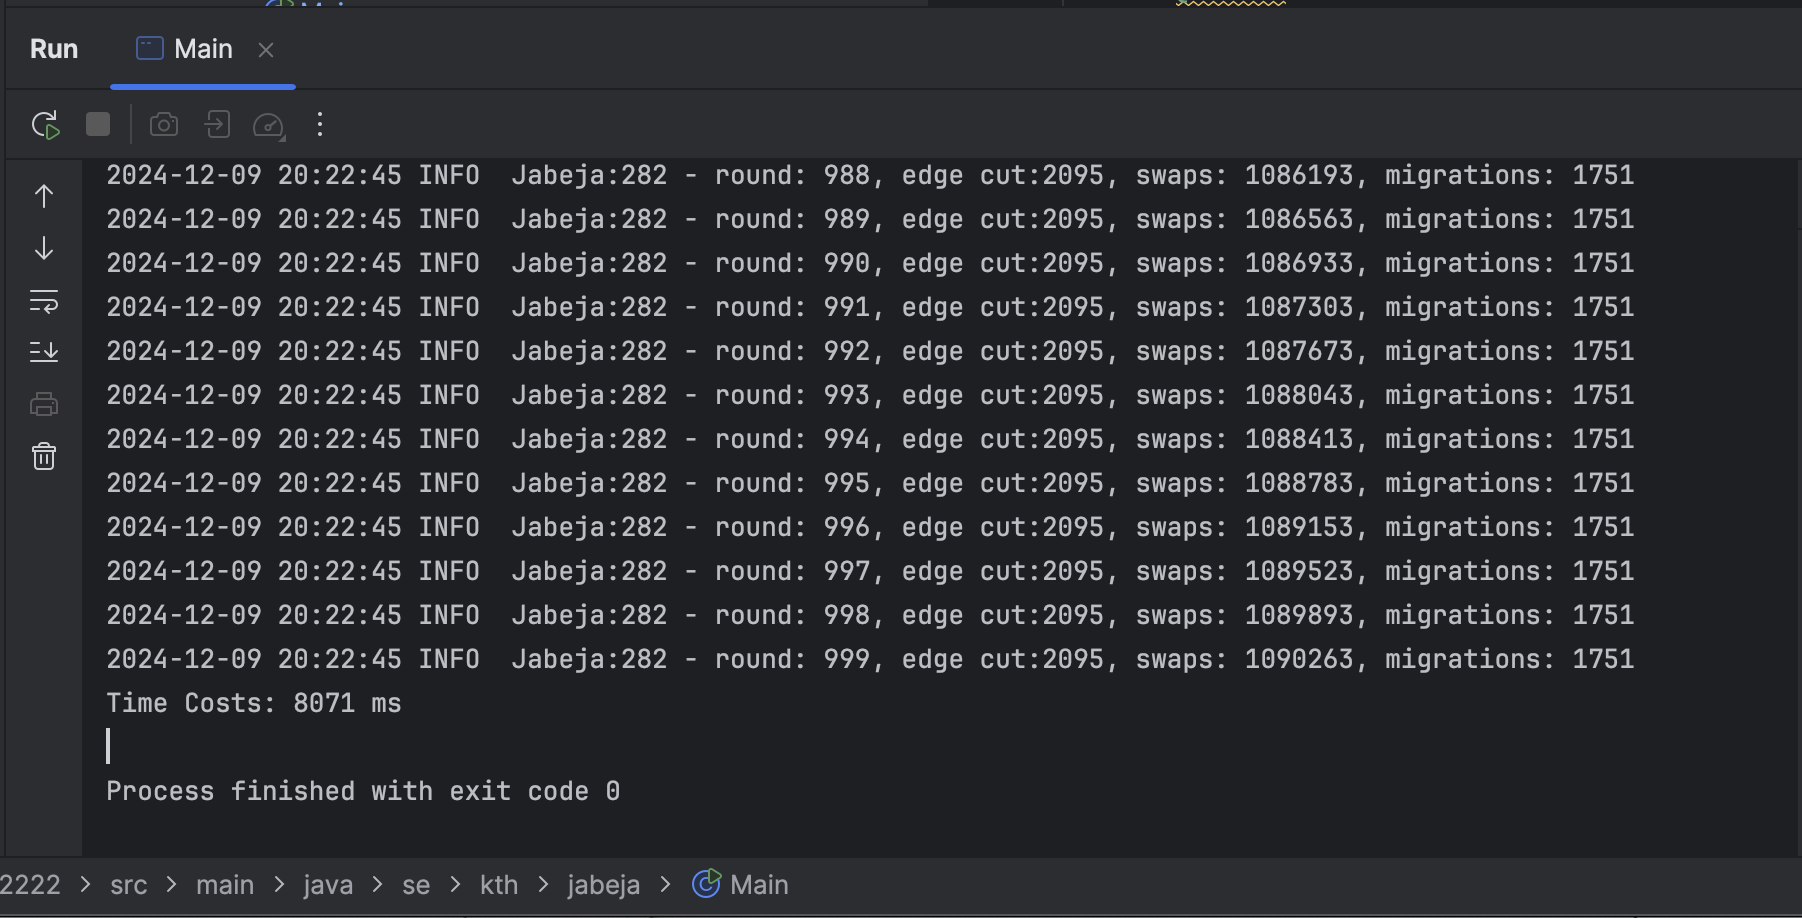 Run Main
2024-12-09 20:22:45 INFO  Jabeja:282 - round: 988, edge cut:2095, swaps: 1086193, migrations: 1751
2024-12-09 20:22:45 INFO  Jabeja:282 - round: 989, edge cut:2095, swaps: 1086563, migrations: 1751
2024-12-09 20:22:45 INFO  Jabeja:282 - round: 990, edge cut:2095, swaps: 1086933, migrations: 1751
2024-12-09 20:22:45 INFO  Jabeja:282 - round: 991, edge cut:2095, swaps: 1087303, migrations: 1751
2024-12-09 20:22:45 INFO  Jabeja:282 - round: 992, edge cut:2095, swaps: 1087673, migrations: 1751
2024-12-09 20:22:45 INFO  Jabeja:282 - round: 993, edge cut:2095, swaps: 1088043, migrations: 1751
2024-12-09 20:22:45 INFO  Jabeja:282 - round: 994, edge cut:2095, swaps: 1088413, migrations: 1751
2024-12-09 20:22:45 INFO  Jabeja:282 - round: 995, edge cut:2095, swaps: 1088783, migrations: 1751
2024-12-09 20:22:45 INFO  Jabeja:282 - round: 996, edge cut:2095, swaps: 1089153, migrations: 1751
2024-12-09 20:22:45 INFO  Jabeja:282 - round: 997, edge cut:2095, swaps: 1089523, migrations: 1751
2024-12-09 20:22:45 INFO  Jabeja:282 - round: 998, edge cut:2095, swaps: 1089893, migrations: 1751
2024-12-09 20:22:45 INFO  Jabeja:282 - round: 999, edge cut:2095, swaps: 1090263, migrations: 1751
Time Costs: 8071 ms
Process finished with exit code 0
2222 > src > main > java > se > kth > jabeja > Main